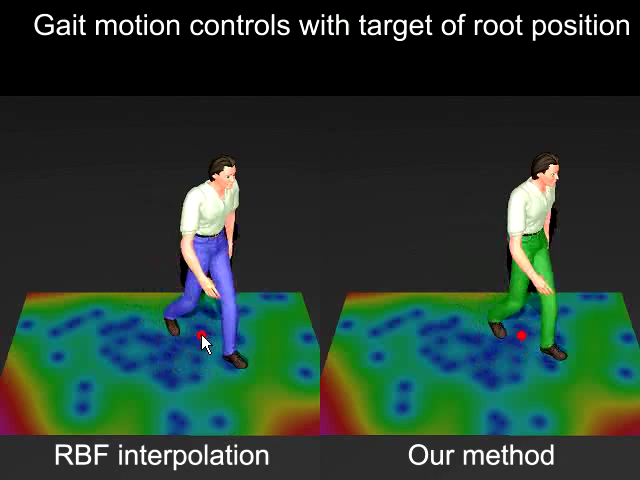 Gait motion controls with target of root position
RBF interpolation
Our method